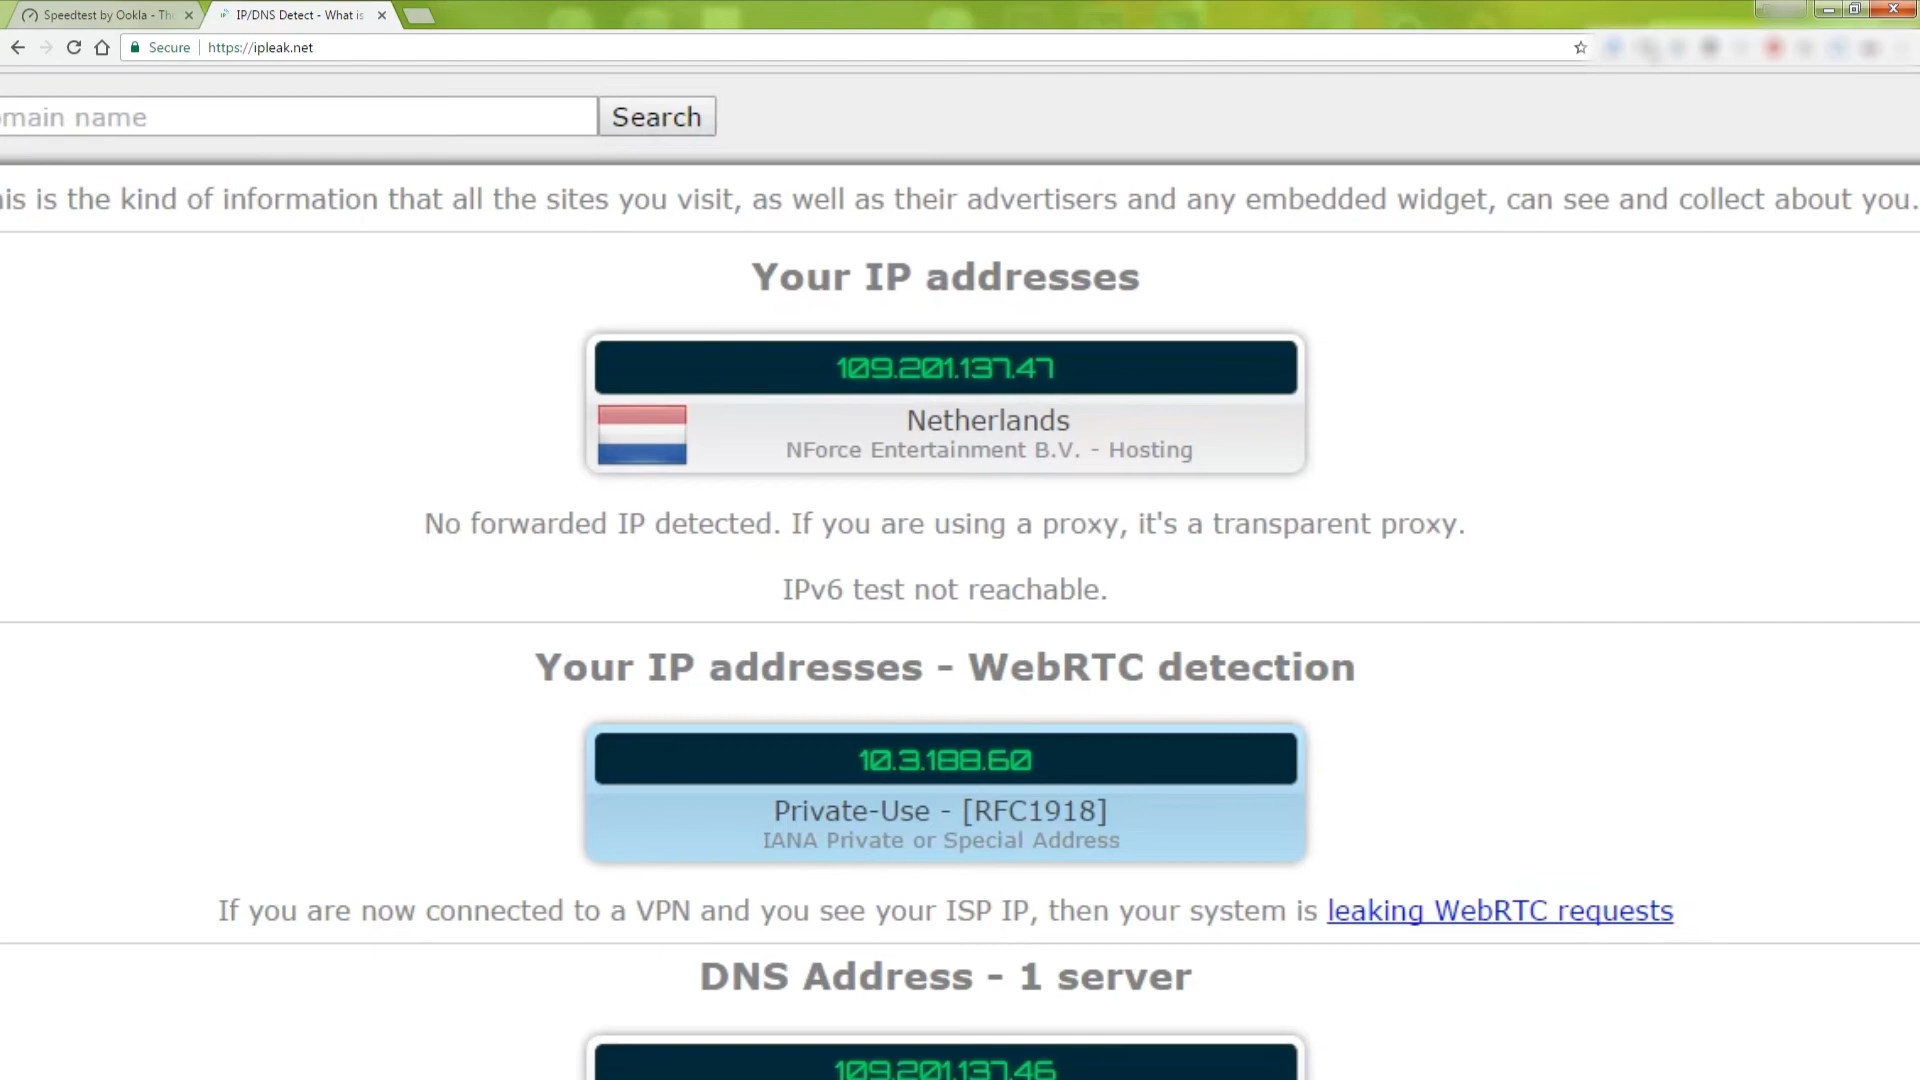 Speedtest by Ookla - The
IP/DNS Detect - What is
Secure
https://ipleak.net
main name
Search
is is the kind of information that all the sites you visit, as well as their advertisers and any embedded widget, can see and collect about you.
Your IP addresses
109.201.137.47
Netherlands
NForce Entertainment B.V. - Hosting
No forwarded IP detected. If you are using a proxy, it's a transparent proxy.
IPv6 test not reachable.
Your IP addresses - WebRTC detection
10.3.188.60
Private-Use - [RFC1918]
IANA Private or Special Address
If you are now connected to a VPN and you see your ISP IP, then your system is leaking WebRTC requests
DNS Address - 1 server
109.201.137.46